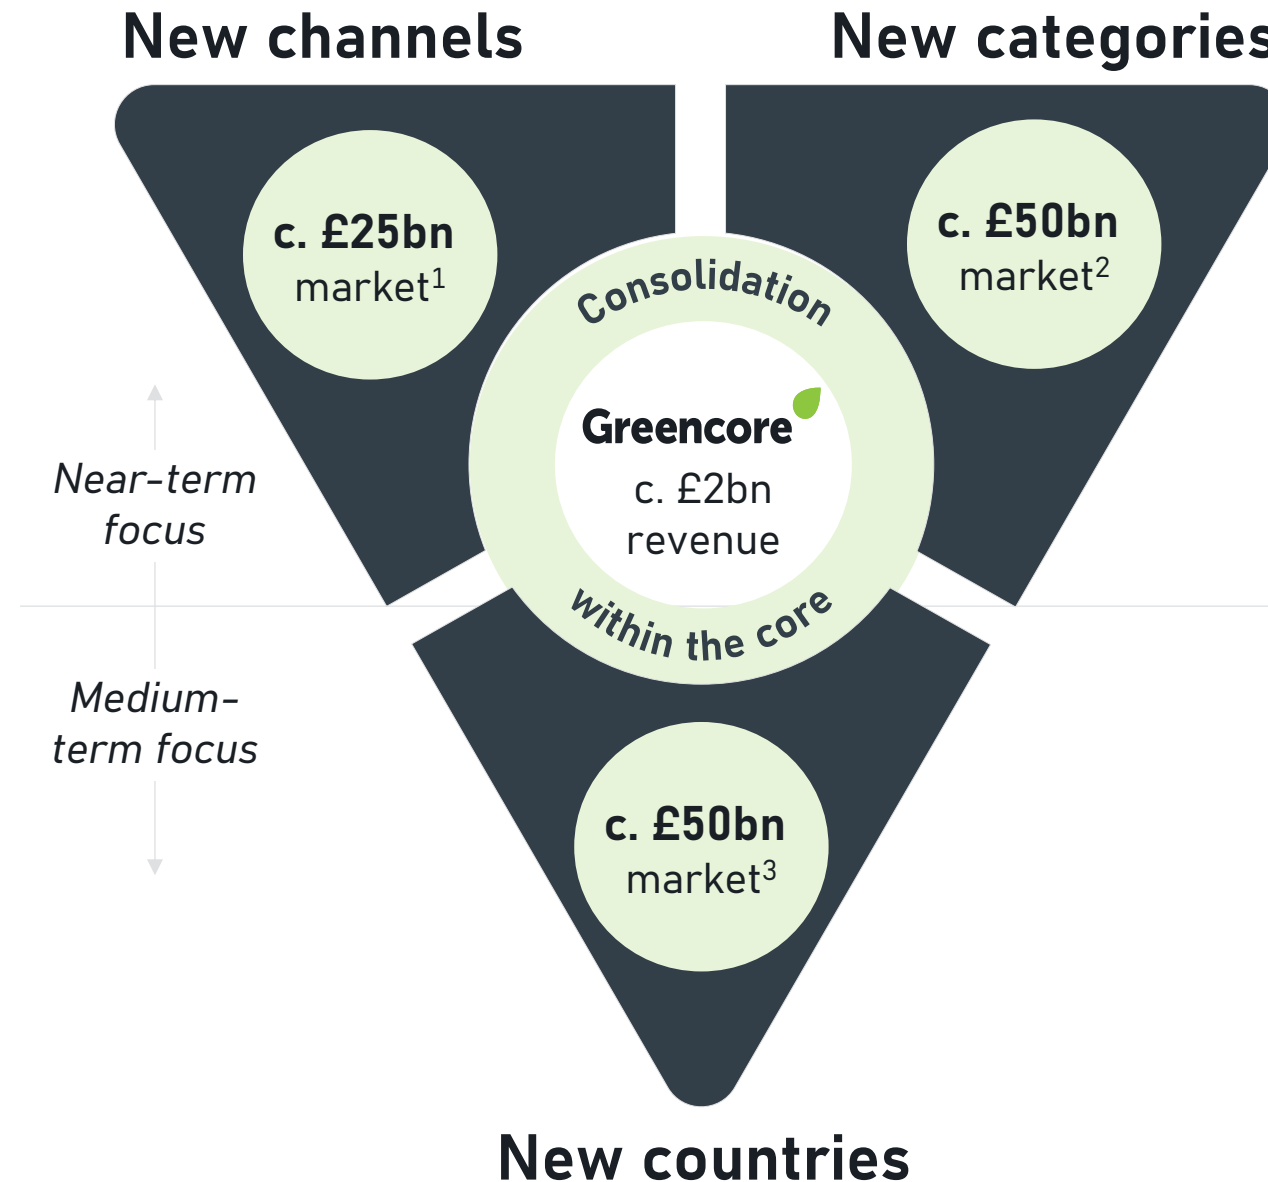 New channels
New categories
c. £25bn
market¹
c. £50bn
market²
Consolidation
Greencore
c. £2bn
revenue
within the core
Near-term
focus
Medium-
term focus
c. £50bn
market³
New countries